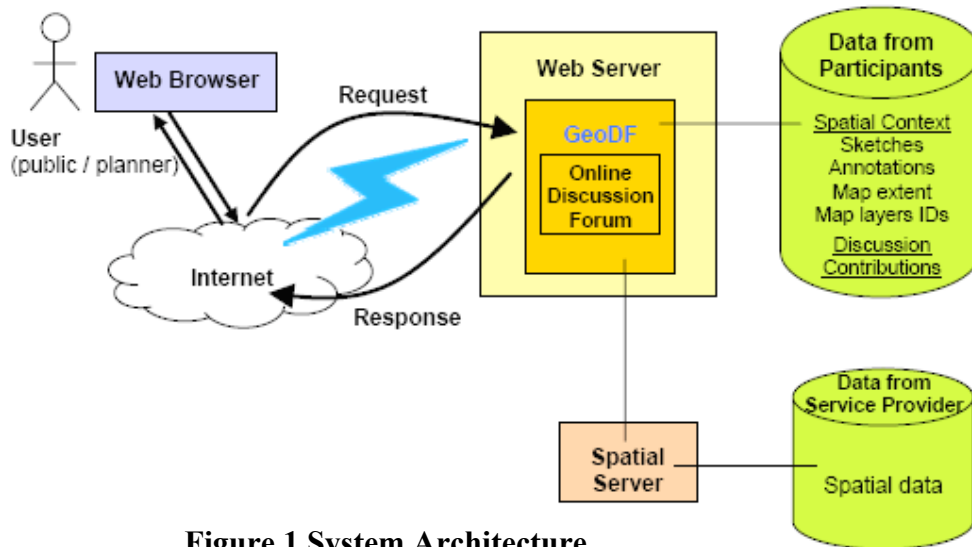 User
(public / planner)
Web Browser
Request
Internet
Response
Web Server
GeoDF
Online
Discussion
Forum
Data from
Participants
Spatial Context
Sketches
Annotations
Map extent
Map layers IDs
Discussion
Contributions
Spatial
Server
Data from
Service Provider
Spatial data
Figure 1 System Architecture